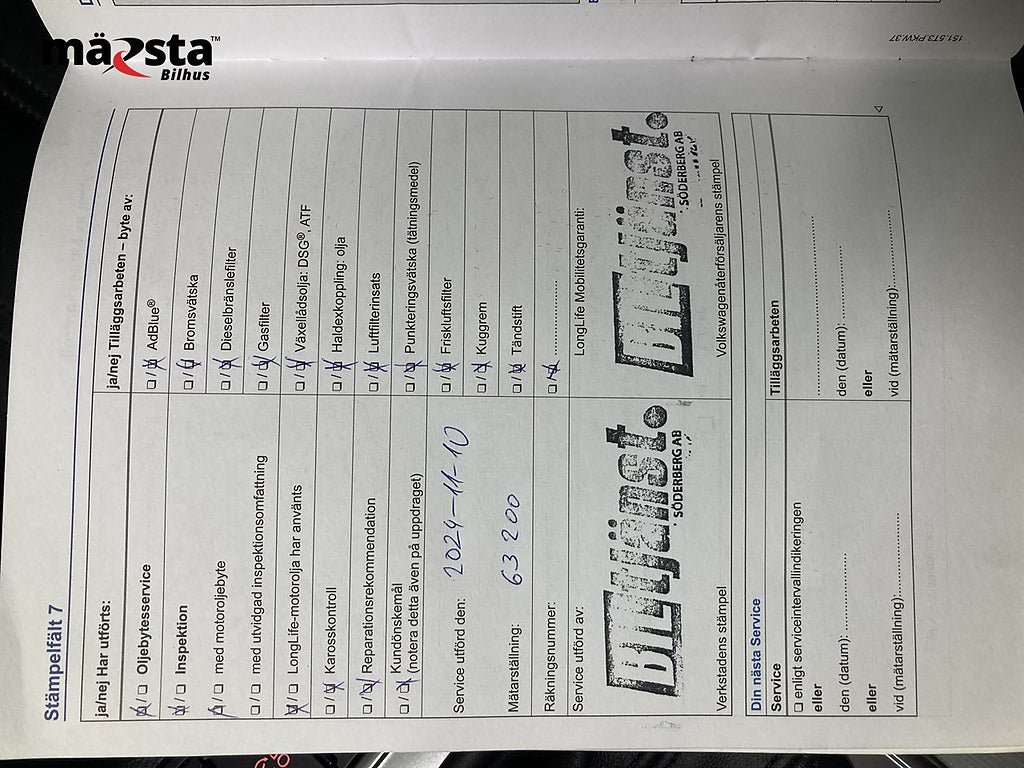 märsta™
Bilhus
151.5T3.PKW.37
Stämpelfält 7
ja/nej Har utförts:
☒/☐ Oljebytesservice
☒/☐ Inspektion
☒/☐ med motoroljebyte
☐/☐ med utvidgad inspektionsomfattning
☒/☐ LongLife-motorolja har använts
☐/☒ Karosskontroll
☐/☒ Reparationsrekommendation
☐/☒ Kundönskemål
(notera detta även på uppdraget)
Service utförd den: 2024-11-10
Mätarställning: 63 200
Räkningsnummer:
Service utförd av:
BILtjänst.
SÖDERBERG AB
Verkstadens stämpel
ja/nej Tilläggsarbeten – byte av:
☐/☒ AdBlue®
☐/☒ Bromsvätska
☐/☒ Dieselbränslefilter
☐/☒ Gasfilter
☐/☒ Växellådsolja: DSG®, ATF
☐/☒ Haldexkoppling: olja
☐/☒ Luftfilterinsats
☐/☒ Punkteringsvätska (tätningsmedel)
☐/☒ Friskluftsfilter
☐/☒ Kuggrem
☐/☒ Tändstift
☐/☒ ....................
LongLife Mobilitetsgaranti:
BILtjänst.
SÖDERBERG AB
Volkswagenåterförsäljarens stämpel
Din nästa Service
Service
☐ enligt serviceintervallindikeringen
eller
den (datum): ....................
eller
vid (mätarställning):....................
Tilläggsarbeten
....................
den (datum): ....................
eller
vid (mätarställning):....................